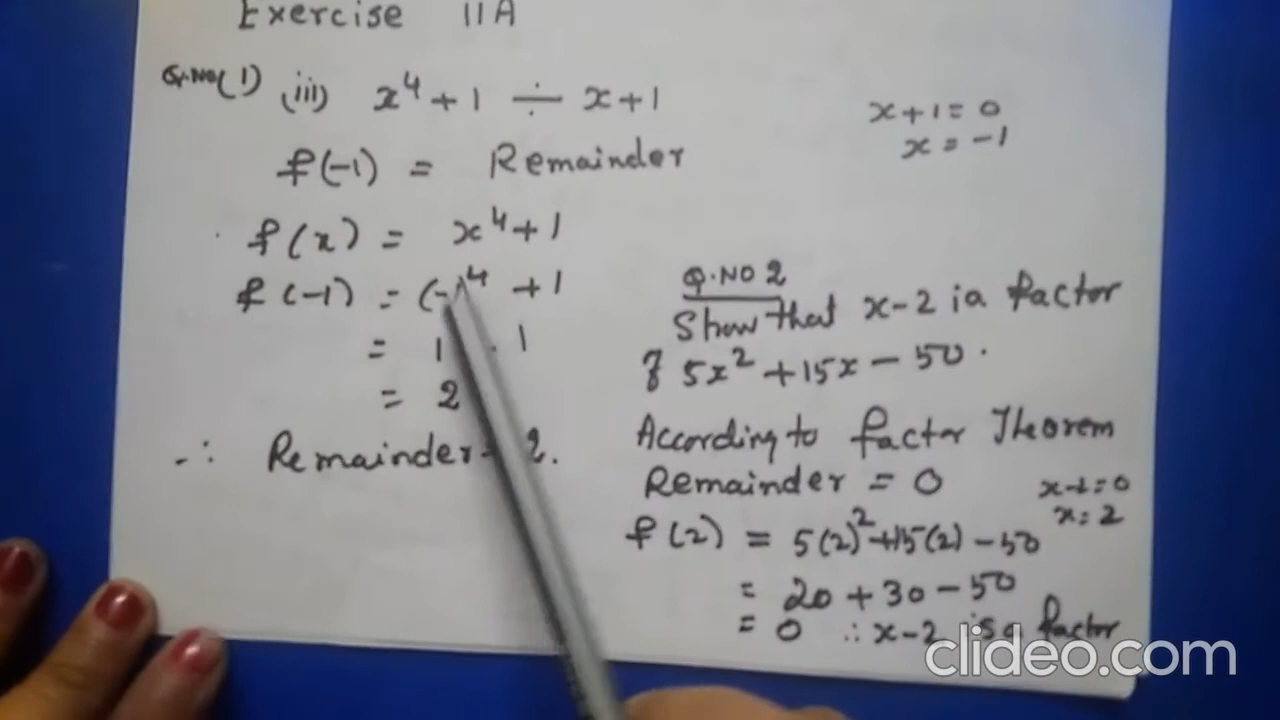 Exercise 11A
Q.No(1) (iii) x⁴ + 1 ÷ x + 1
x + 1 = 0
x = -1
f(-1) = Remainder
f(x) = x⁴ + 1
f(-1) = (-)⁴ + 1
= 1 1
= 2
∴ Remainder = 2.
Q.NO 2
Show that x-2 is a factor
of 5x² + 15x - 50.
According to factor Theorem
Remainder = 0
x-2=0
x=2
f(2) = 5(2)² + 15(2) - 50
= 20 + 30 - 50
= 0 ∴ x-2 is a factor
clideo.com